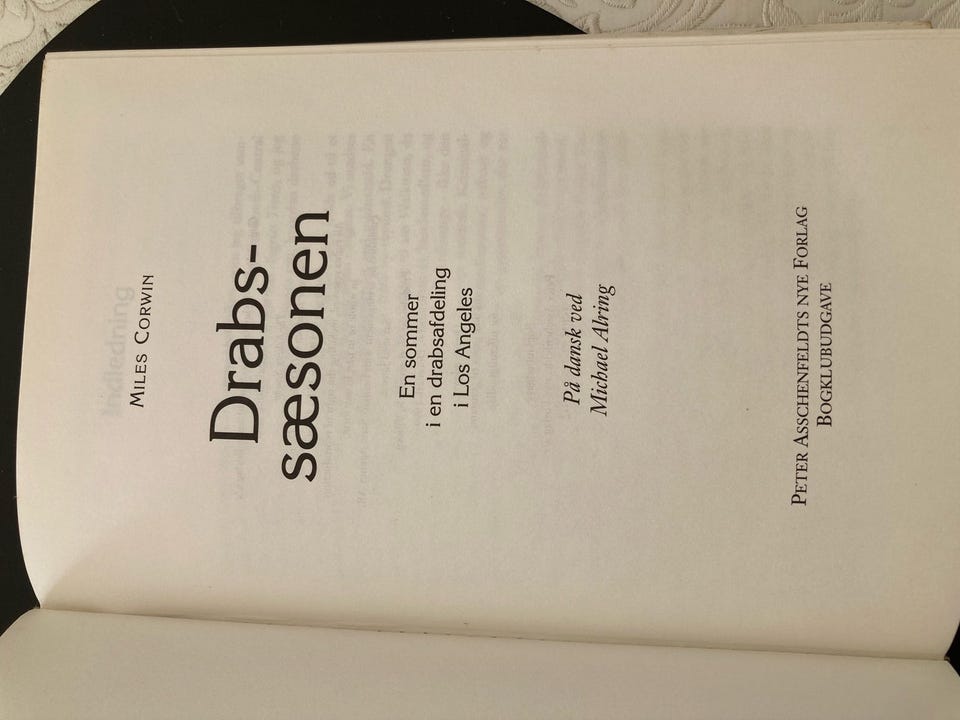 MILES CORWIN
Drabs-
sæsonen
En sommer
i en drabsafdeling
i Los Angeles
På dansk ved
Michael Alring
PETER ASSCHENFELDTS NYE FORLAG
BOGKLUBUDGAVE
Indledning